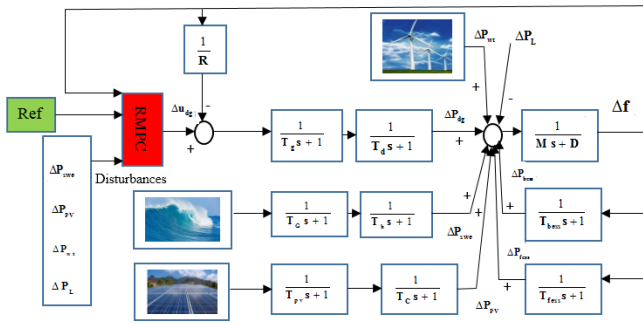 ΔP_wt
ΔP_L
1
R
+
-
Δf
Ref
RMPC
Δu_dg
-
+
1
T_g s + 1
1
T_d s + 1
ΔP_dg
+
1
M s + D
Disturbances
ΔP_swe
ΔP_pv
ΔP_wt
ΔP_L
1
T_G s + 1
1
T_h s + 1
+
ΔP_swe
+
+
ΔP_bess
1
T_bess s + 1
1
T_pv s + 1
1
T_C s + 1
ΔP_pv
+
ΔP_fess
1
T_fess s + 1